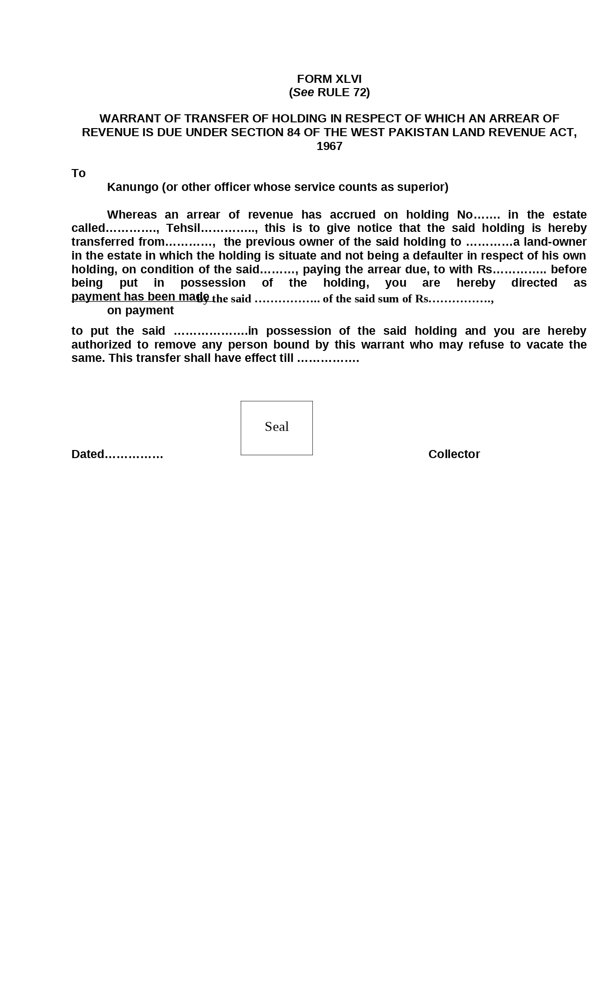 FORM XLVI
(See RULE 72)
WARRANT OF TRANSFER OF HOLDING IN RESPECT OF WHICH AN ARREAR OF
REVENUE IS DUE UNDER SECTION 84 OF THE WEST PAKISTAN LAND REVENUE ACT,
1967
To
Kanungo (or other officer whose service counts as superior)
Whereas an arrear of revenue has accrued on holding No……. in the estate
called…………., Tehsil………….., this is to give notice that the said holding is hereby
transferred from…………, the previous owner of the said holding to …………a land-owner
in the estate in which the holding is situate and not being a defaulter in respect of his own
holding, on condition of the said………, paying the arrear due, to with Rs………….. before
being put in possession of the holding, you are hereby directed as
payment has been made by the said …………….. of the said sum of Rs…………….,
on payment
to put the said ……………….in possession of the said holding and you are hereby
authorized to remove any person bound by this warrant who may refuse to vacate the
same. This transfer shall have effect till …………….
Seal
Dated…………… Collector